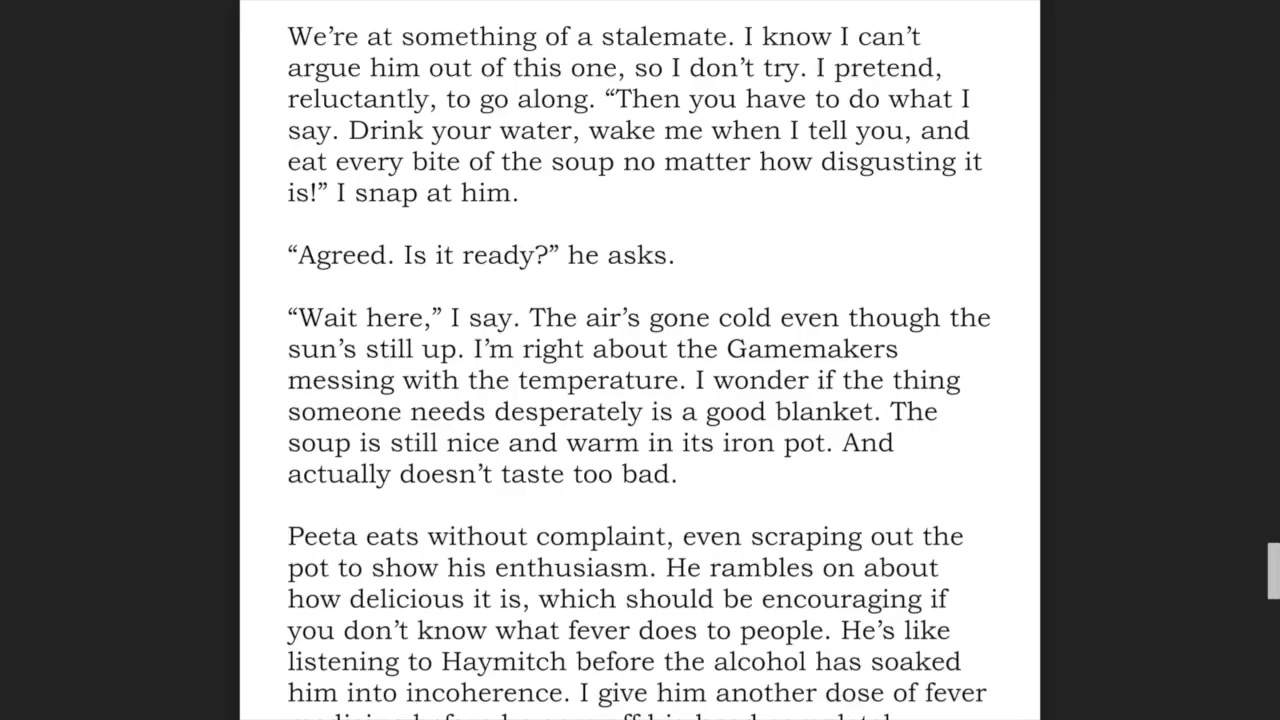 We’re at something of a stalemate. I know I can’t
argue him out of this one, so I don’t try. I pretend,
reluctantly, to go along. “Then you have to do what I
say. Drink your water, wake me when I tell you, and
eat every bite of the soup no matter how disgusting it
is!” I snap at him.
“Agreed. Is it ready?” he asks.
“Wait here,” I say. The air’s gone cold even though the
sun’s still up. I’m right about the Gamemakers
messing with the temperature. I wonder if the thing
someone needs desperately is a good blanket. The
soup is still nice and warm in its iron pot. And
actually doesn’t taste too bad.
Peeta eats without complaint, even scraping out the
pot to show his enthusiasm. He rambles on about
how delicious it is, which should be encouraging if
you don’t know what fever does to people. He’s like
listening to Haymitch before the alcohol has soaked
him into incoherence. I give him another dose of fever